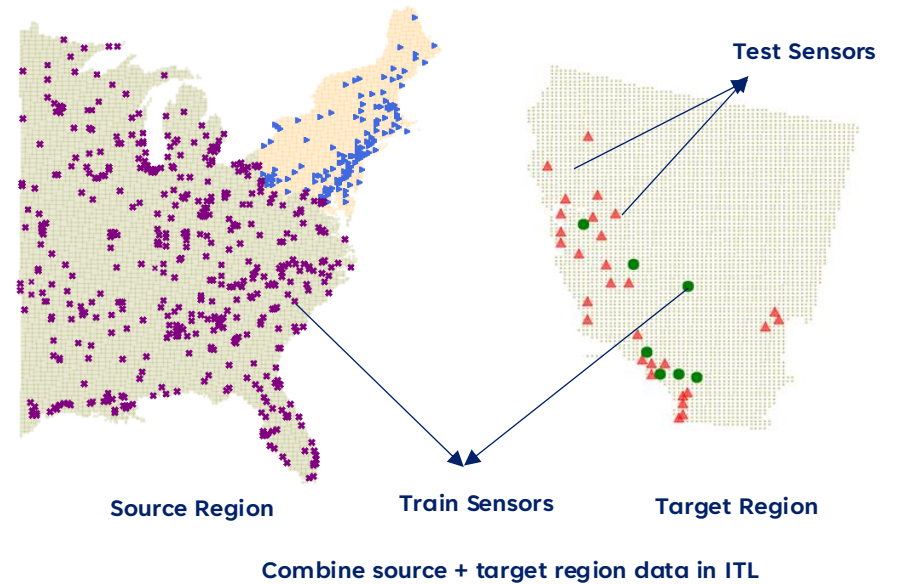 Test Sensors
Source Region
Train Sensors
Target Region
Combine source + target region data in ITL